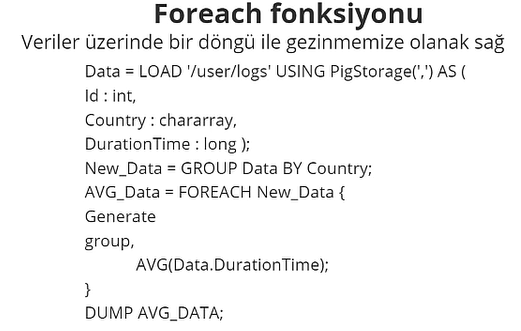 Foreach fonksiyonu
Veriler üzerinde bir döngü ile gezinmemize olanak sağ
Data = LOAD '/user/logs' USING PigStorage(',') AS (
Id : int,
Country : chararray,
DurationTime : long );
New_Data = GROUP Data BY Country;
AVG_Data = FOREACH New_Data {
Generate
group,
AVG(Data.DurationTime);
}
DUMP AVG_DATA;